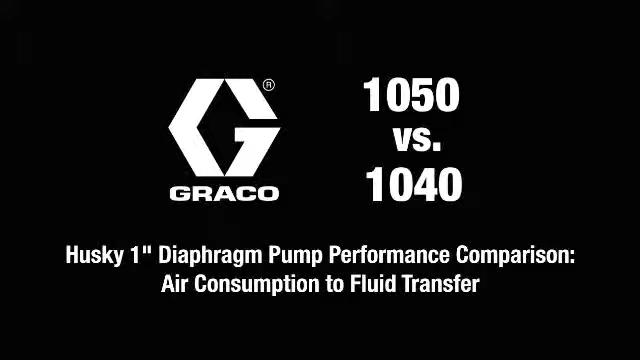 ®
GRACO
1050
vs.
1040
Husky 1" Diaphragm Pump Performance Comparison:
Air Consumption to Fluid Transfer